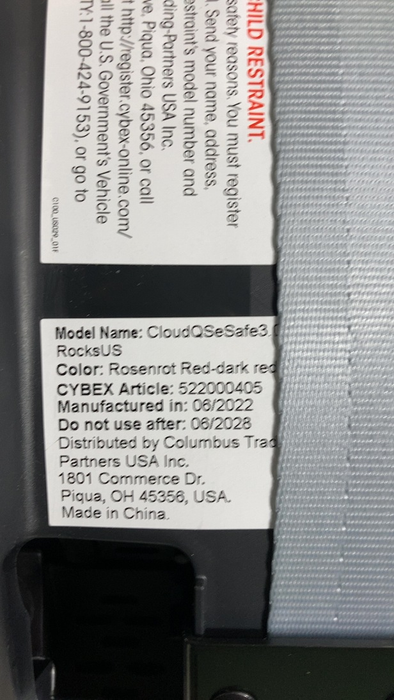 CHILD RESTRAINT.
safety reasons. You must register
Send your name, address,
restraint's model number and
ding-Partners USA Inc.
ve, Piqua, Ohio 45356, or call
http://register.cybex-online.com/
all the U.S. Government's Vehicle
TY:1-800-424-9153), or go to
Model Name: CloudQSeSafe3.
RocksUS
Color: Rosenrot Red-dark red
CYBEX Article: 522000405
Manufactured in: 06/2022
Do not use after: 06/2028
Distributed by Columbus Trad
Partners USA Inc.
1801 Commerce Dr.
Piqua, OH 45356, USA.
Made in China.